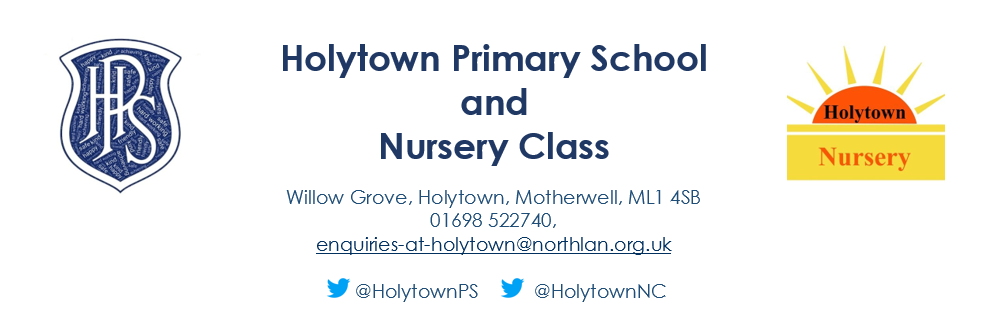 HPS
Holytown Primary School
and
Nursery Class
Holytown
Nursery
Willow Grove, Holytown, Motherwell, ML1 4SB
01698 522740,
enquiries-at-holytown@northlan.org.uk
@HolytownPS @HolytownNC